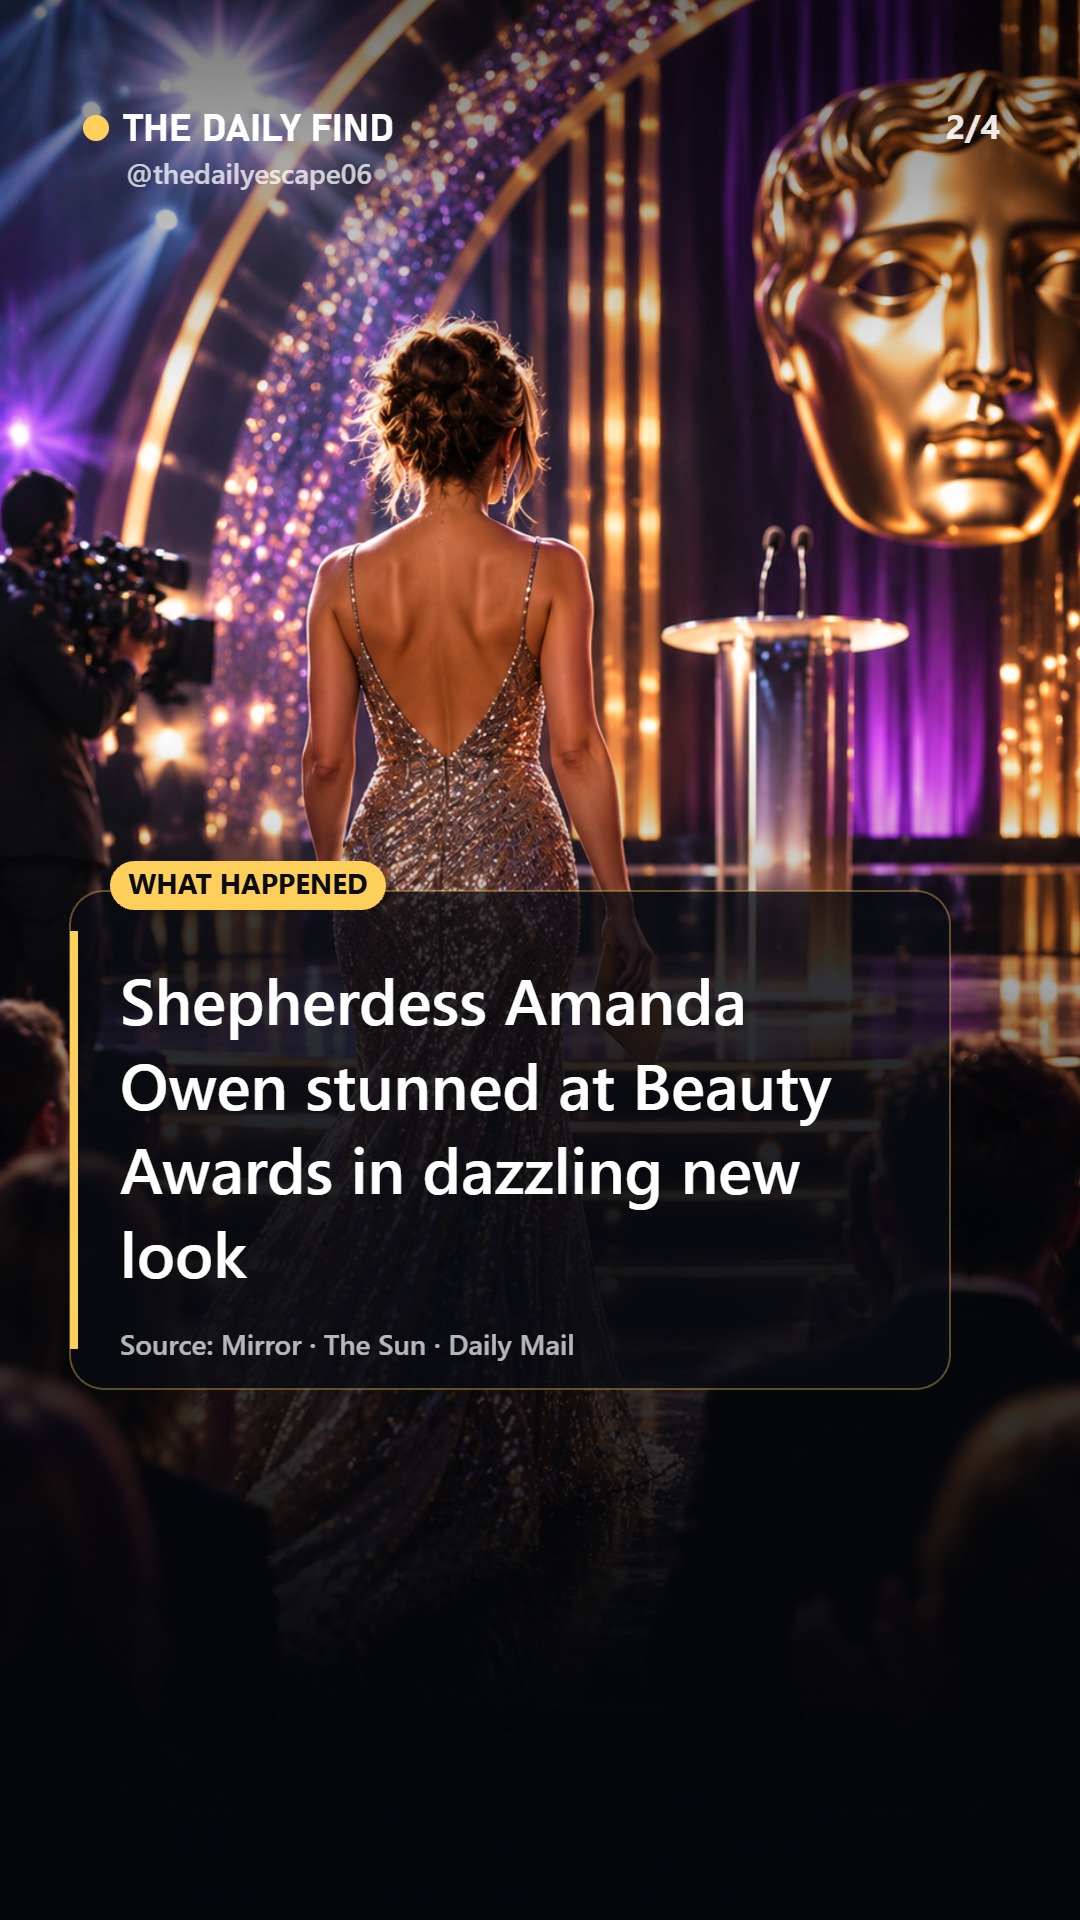 THE DAILY FIND
@thedailyescape06
2/4
WHAT HAPPENED
Shepherdess Amanda
Owen stunned at Beauty
Awards in dazzling new
look
Source: Mirror · The Sun · Daily Mail